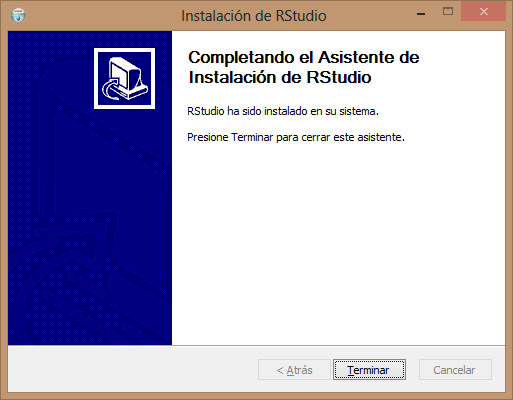 Instalación de RStudio
Completando el Asistente de
Instalación de RStudio
RStudio ha sido instalado en su sistema.
Presione Terminar para cerrar este asistente.
< Atrás
Terminar
Cancelar